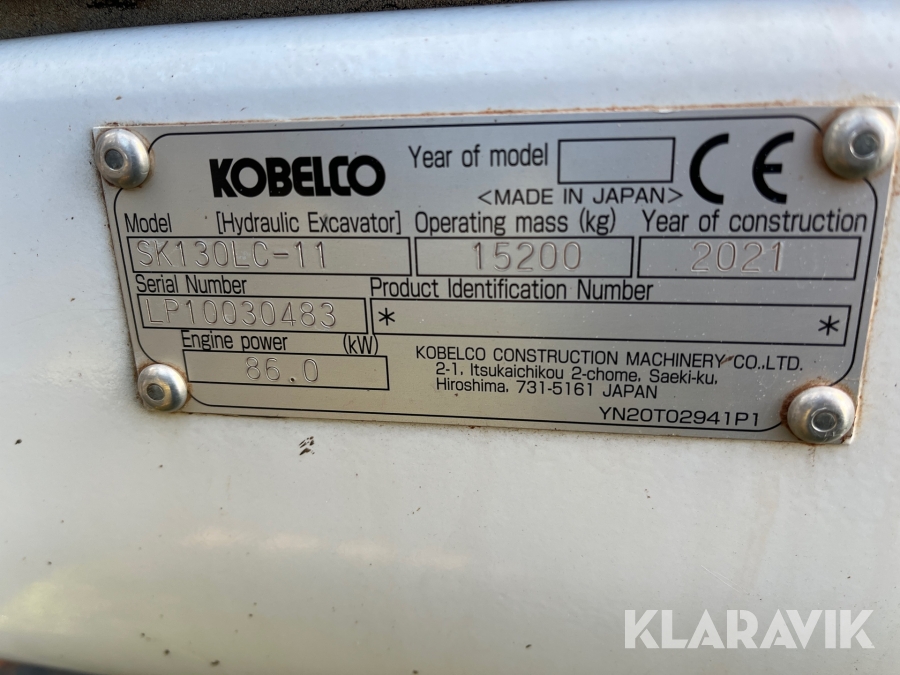 KOBELCO
Year of model
<MADE IN JAPAN>
CE
Model [Hydraulic Excavator] Operating mass (kg) Year of construction
SK130LC-11 15200 2021
Serial Number Product Identification Number
LP10030483 * *
Engine power (kW)
86.0
KOBELCO CONSTRUCTION MACHINERY CO.,LTD.
2-1, Itsukaichikou 2-chome, Saeki-ku,
Hiroshima, 731-5161 JAPAN
YN20T02941P1
KLARAVIK